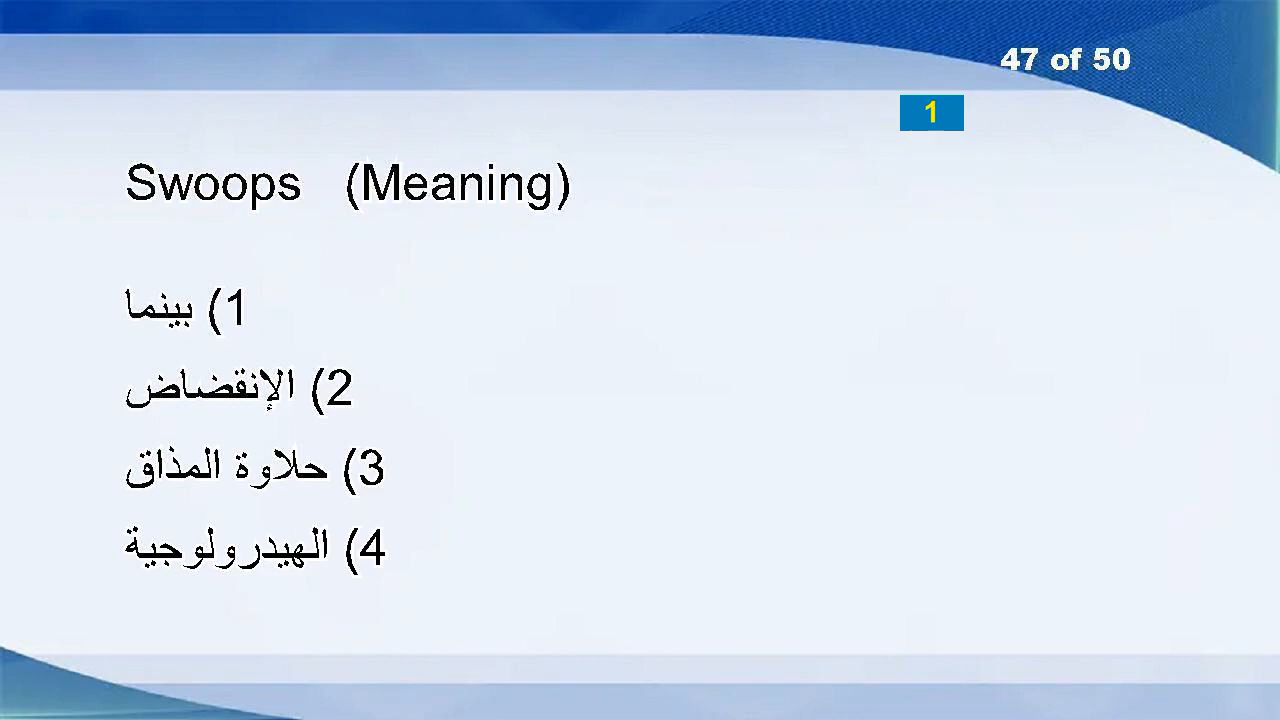 47 of 50
1
Swoops (Meaning)
1) بينما
2) الإنقضاض
3) حلاوة المذاق
4) الهيدرولوجية